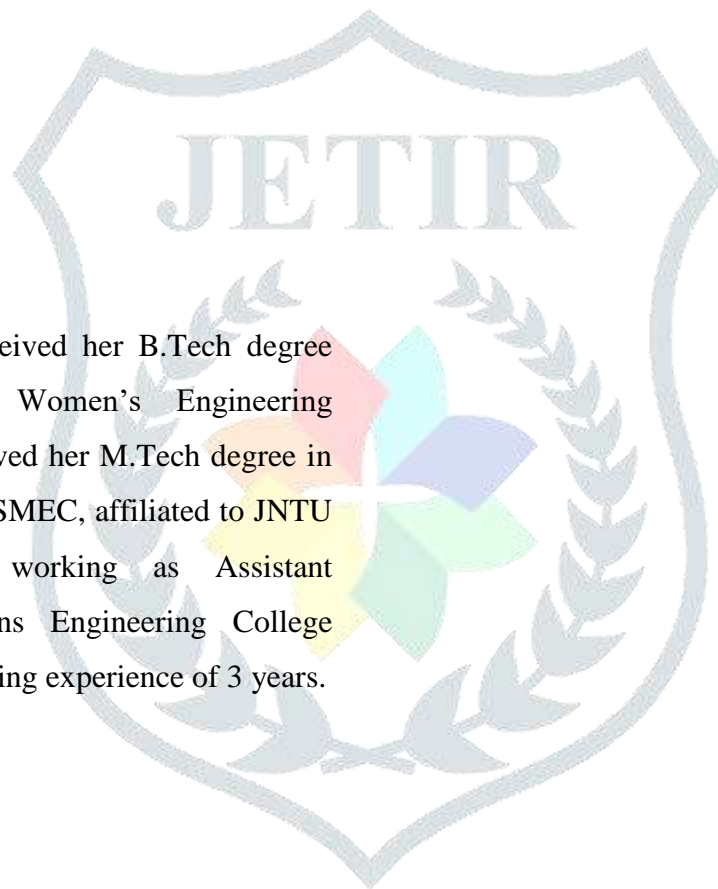 JETIR
eived her B.Tech degree
Women’s Engineering
ved her M.Tech degree in
SMEC, affiliated to JNTU
working as Assistant
ns Engineering College
ing experience of 3 years.